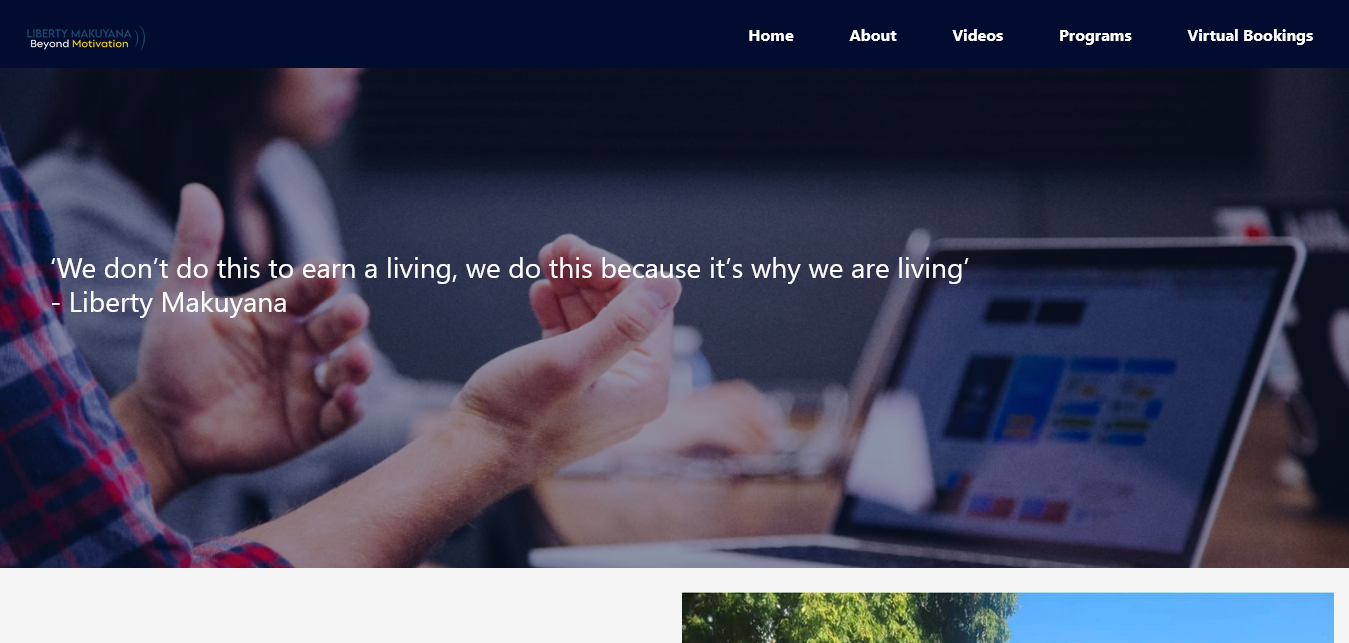 LIBERTY MAKUYANA
Beyond Motivation
Home About Videos Programs Virtual Bookings
‘We don’t do this to earn a living, we do this because it’s why we are living’
- Liberty Makuyana